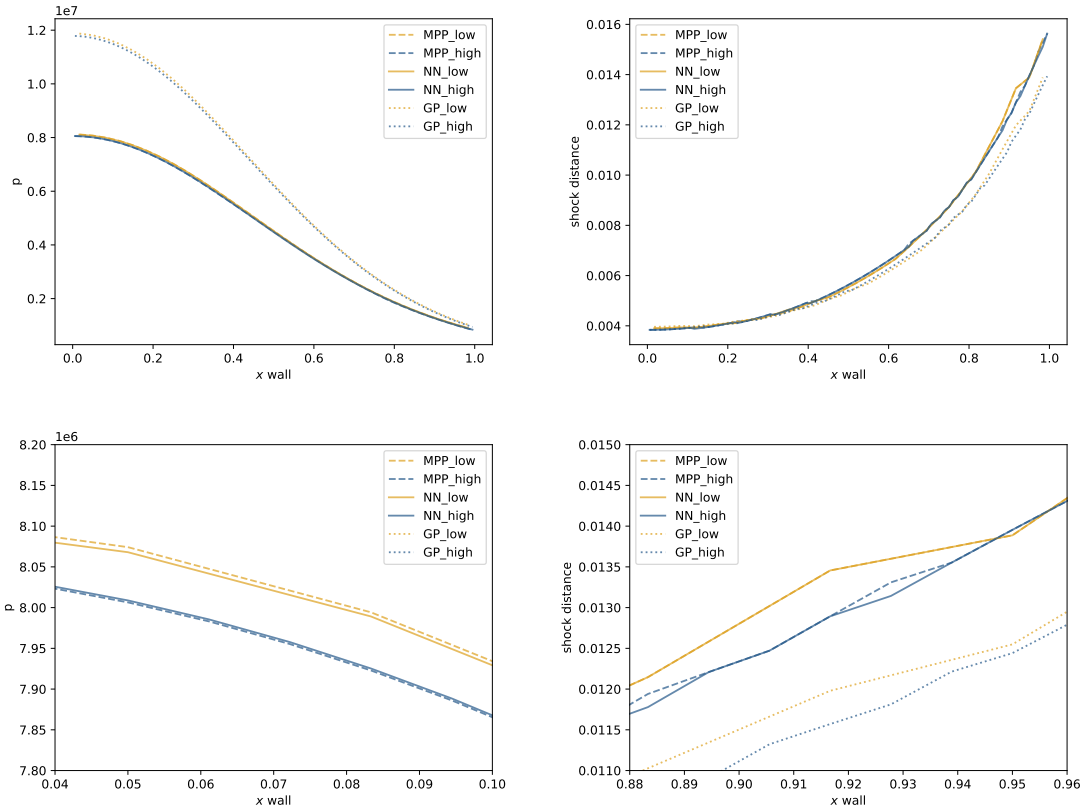 1e7
p
1.2
1.0
0.8
0.6
0.4
0.2
0.0 0.2 0.4 0.6 0.8 1.0
x wall
MPP_low
MPP_high
NN_low
NN_high
GP_low
GP_high
shock distance
0.016
0.014
0.012
0.010
0.008
0.006
0.004
0.0 0.2 0.4 0.6 0.8 1.0
x wall
MPP_low
MPP_high
NN_low
NN_high
GP_low
GP_high
1e6
p
8.20
8.15
8.10
8.05
8.00
7.95
7.90
7.85
7.80
0.04 0.05 0.06 0.07 0.08 0.09 0.10
x wall
MPP_low
MPP_high
NN_low
NN_high
GP_low
GP_high
shock distance
0.0150
0.0145
0.0140
0.0135
0.0130
0.0125
0.0120
0.0115
0.0110
0.88 0.89 0.90 0.91 0.92 0.93 0.94 0.95 0.96
x wall
MPP_low
MPP_high
NN_low
NN_high
GP_low
GP_high